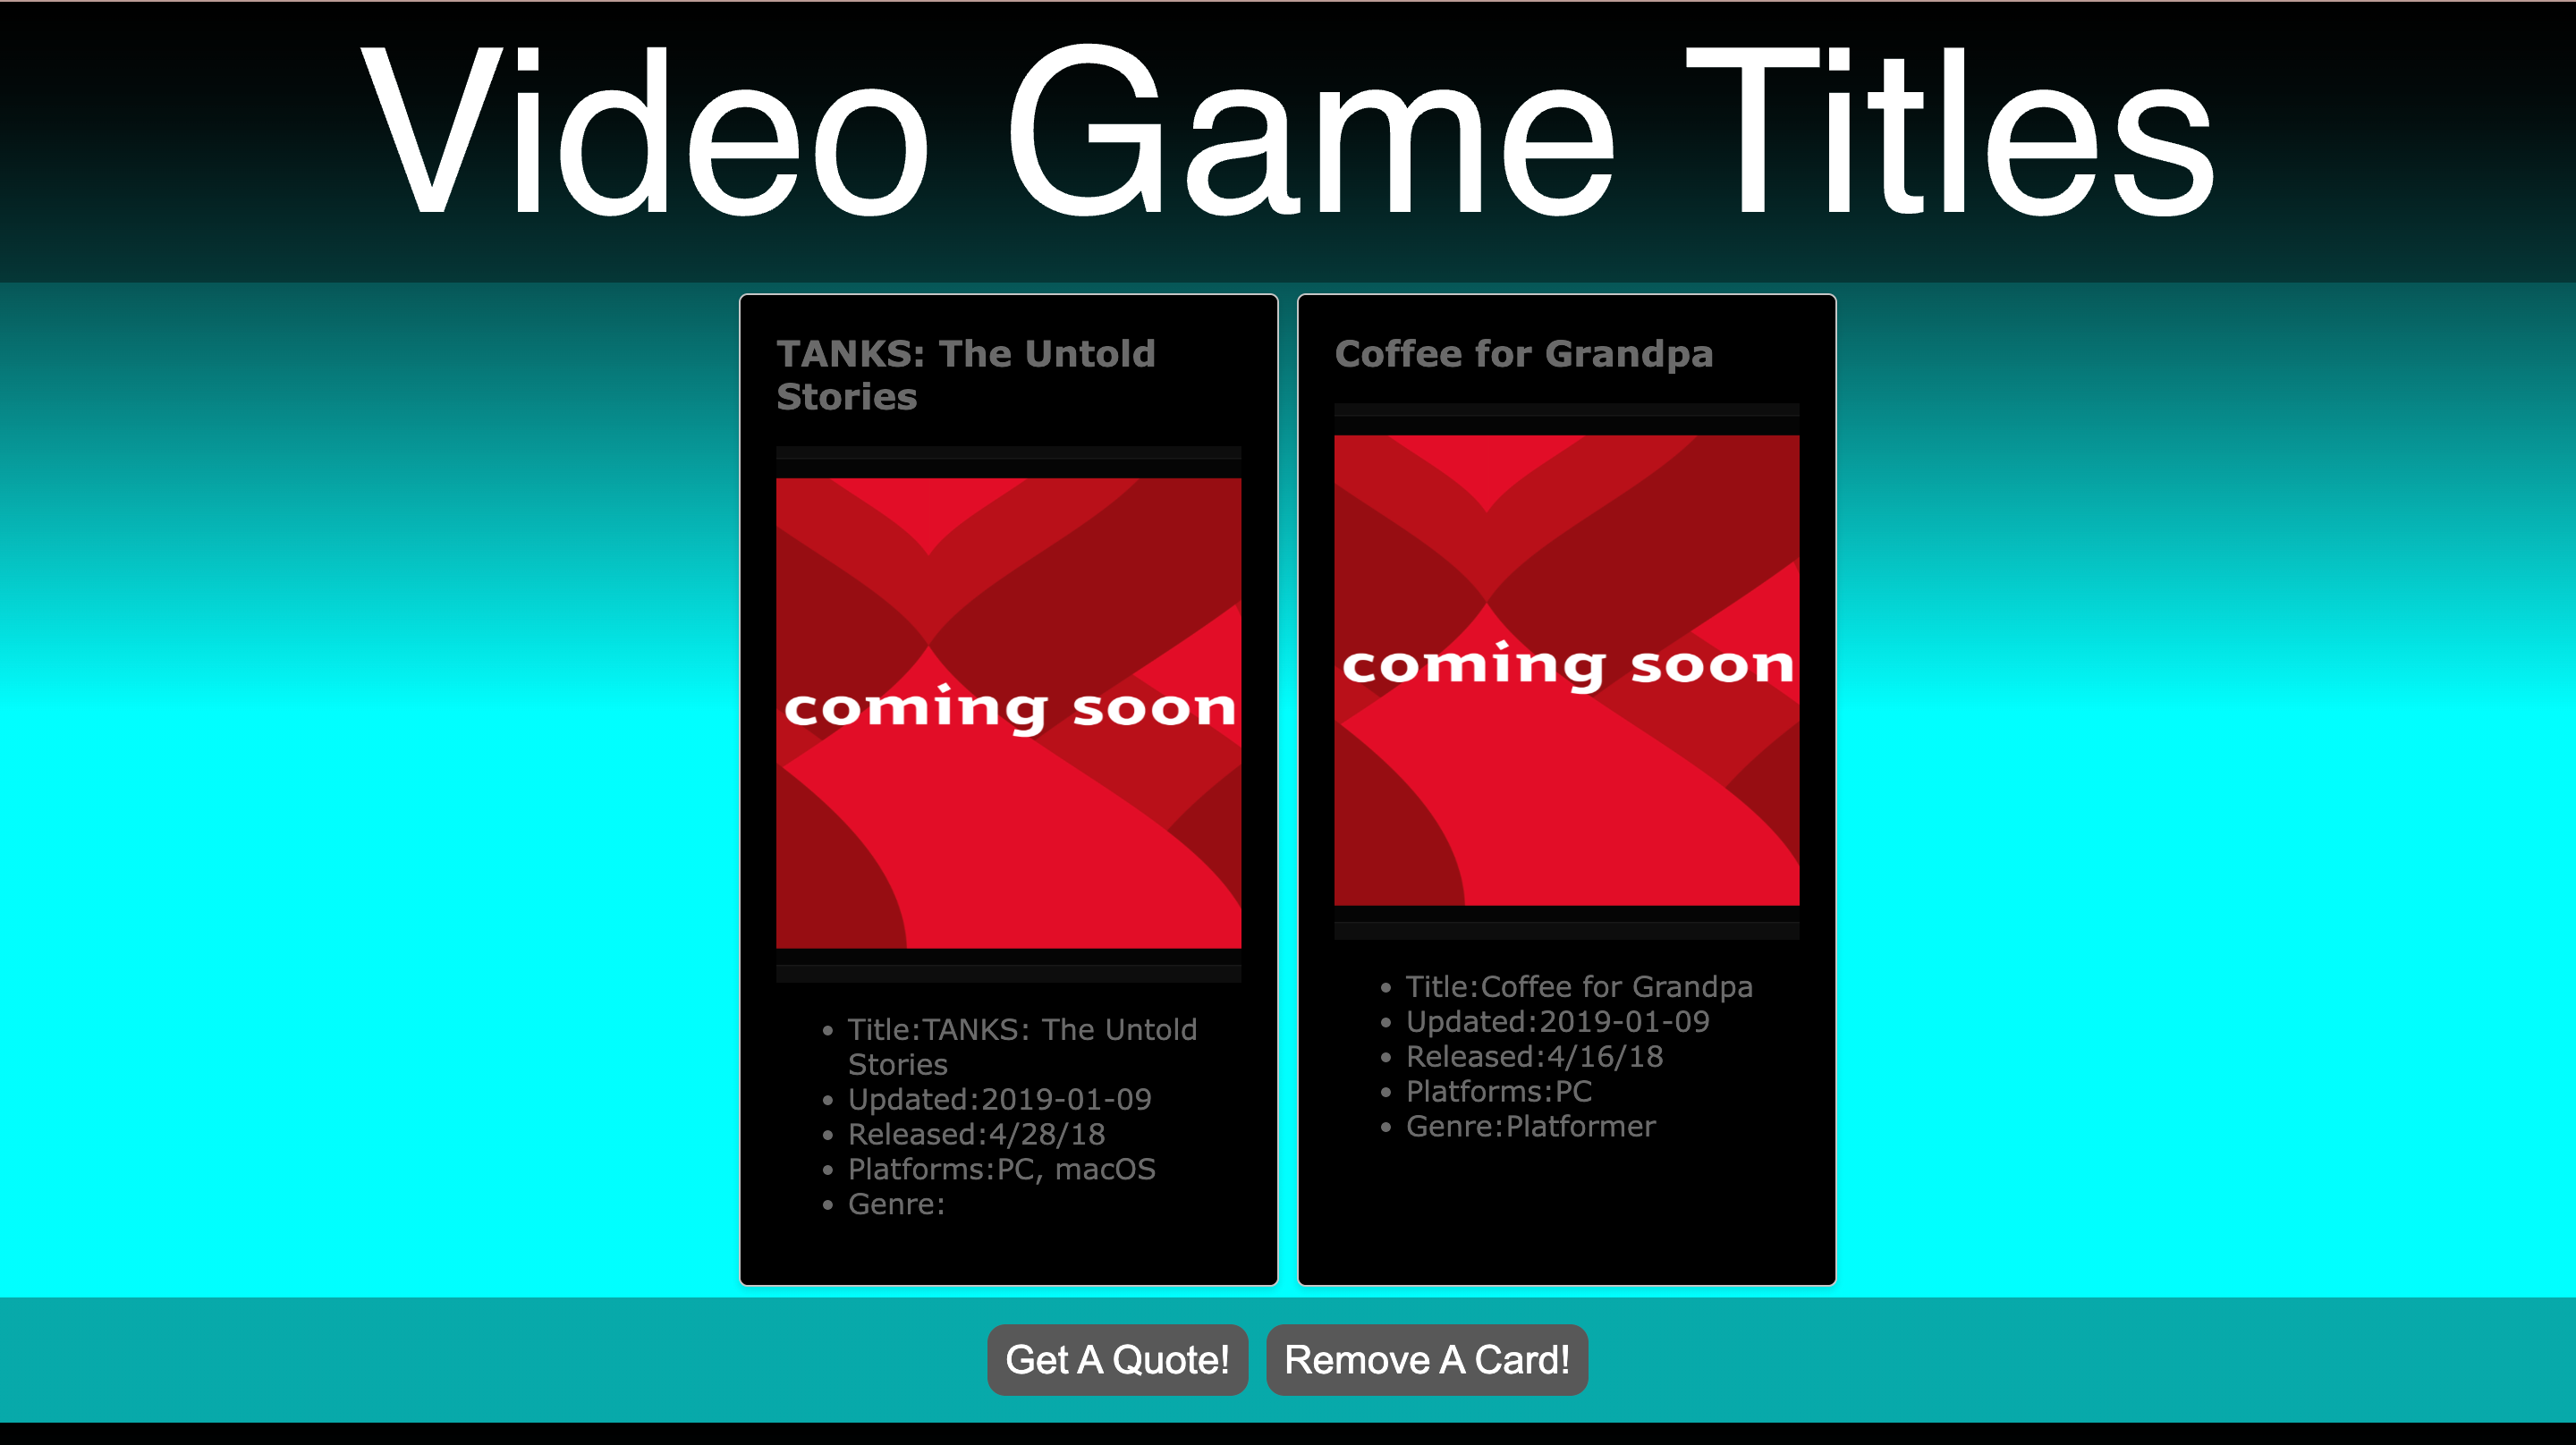 Video Game Titles
TANKS: The Untold
Stories
coming soon
Title:TANKS: The Untold
Stories
Updated:2019-01-09
Released:4/28/18
Platforms:PC, macOS
Genre:
Coffee for Grandpa
coming soon
Title:Coffee for Grandpa
Updated:2019-01-09
Released:4/16/18
Platforms:PC
Genre:Platformer
Get A Quote!
Remove A Card!